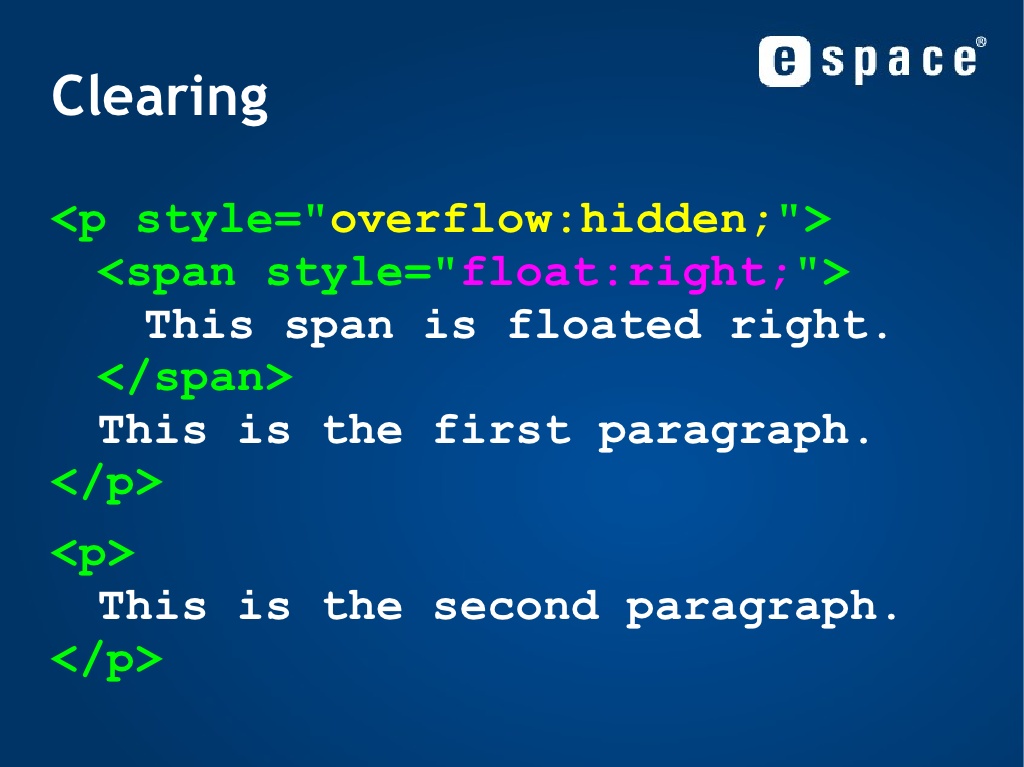 e space®
Clearing
<p style="overflow:hidden;">
<span style="float:right;">
This span is floated right.
</span>
This is the first paragraph.
</p>
<p>
This is the second paragraph.
</p>